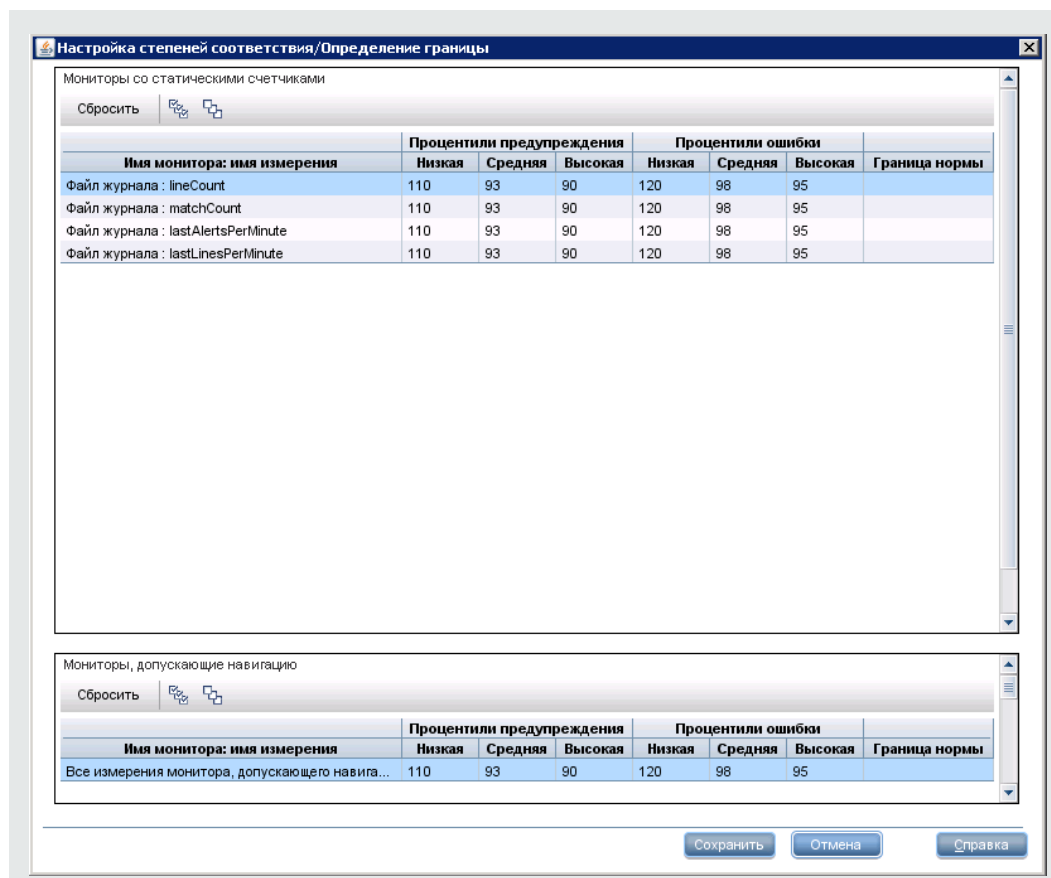 Настройка степеней соответствия/Определение границы
Мониторы со статическими счетчиками
Сбросить
Процентили предупреждения Процентили ошибки
Имя монитора: имя измерения Низкая Средняя Высокая Низкая Средняя Высокая Граница нормы
Файл журнала : lineCount 110 93 90 120 98 95
Файл журнала : matchCount 110 93 90 120 98 95
Файл журнала : lastAlertsPerMinute 110 93 90 120 98 95
Файл журнала : lastLinesPerMinute 110 93 90 120 98 95
Мониторы, допускающие навигацию
Сбросить
Процентили предупреждения Процентили ошибки
Имя монитора: имя измерения Низкая Средняя Высокая Низкая Средняя Высокая Граница нормы
Все измерения монитора, допускающего навига... 110 93 90 120 98 95
Сохранить Отмена Справка